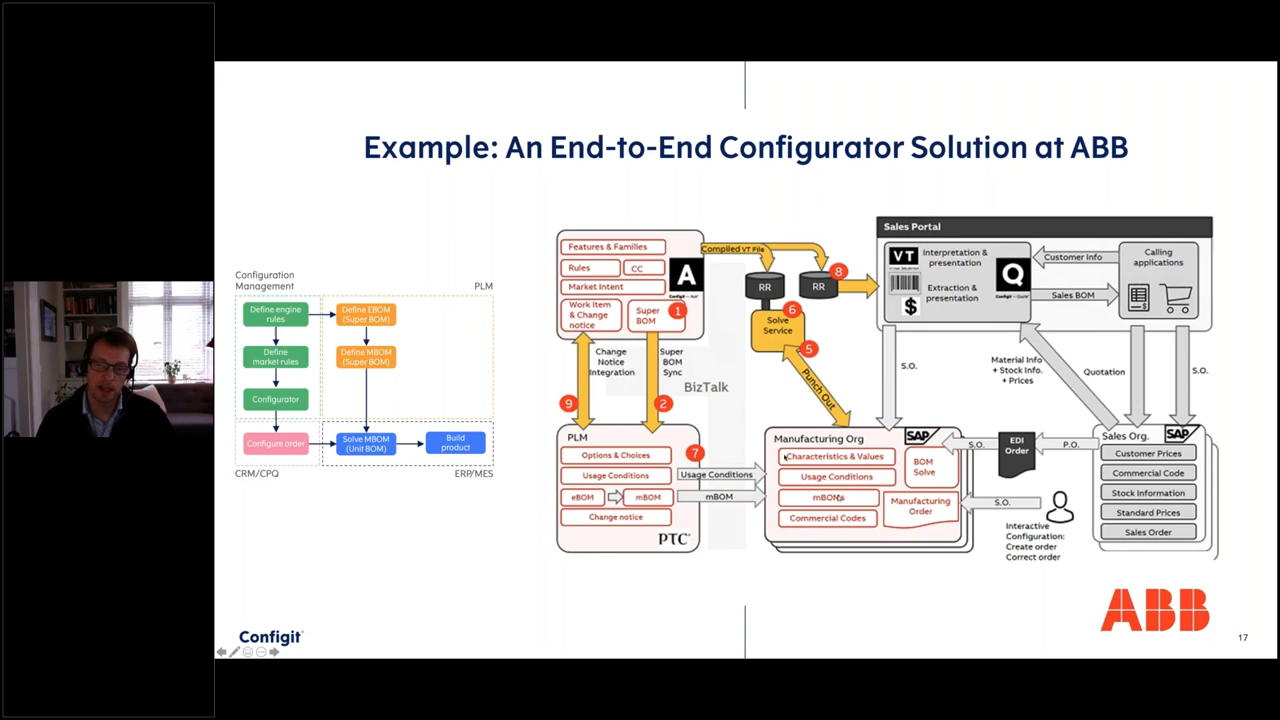 Example: An End-to-End Configurator Solution at ABB
Configuration
Management
PLM
Define engine
rules
Define EBOM
(Super BOM)
Define
market rules
Define MBOM
(Super BOM)
Configurator
Configure order
Solve MBOM
(Unit BOM)
Build
product
CRM/CPQ
ERP/MES
Features & Families
Rules
CC
Market Intent
Work Item
& Change
notice
Super
BOM
1
A
Compiled VT File
RR
RR
8
6
Solve
Service
5
Punch Out
Change
Notice
Integration
Super
BOM
Sync
BizTalk
9
2
PLM
7
Options & Choices
Usage Conditions
eBOM
mBOM
Change notice
PTC
Usage Conditions
mBOM
Sales Portal
VT
Interpretation &
presentation
Extraction &
presentation
$
Q
Customer Info
Sales BOM
Calling
applications
S.O.
Material Info
+ Stock Info.
+ Prices
Quotation
S.O.
Manufacturing Org
SAP
Characteristics & Values
Usage Conditions
mBOMs
Commercial Codes
BOM
Solve
Manufacturing
Order
S.O.
EDI
Order
P.O.
S.O.
Interactive
Configuration:
Create order
Correct order
Sales Org.
SAP
Customer Prices
Commercial Code
Stock Information
Standard Prices
Sales Order
ABB
Configit
17